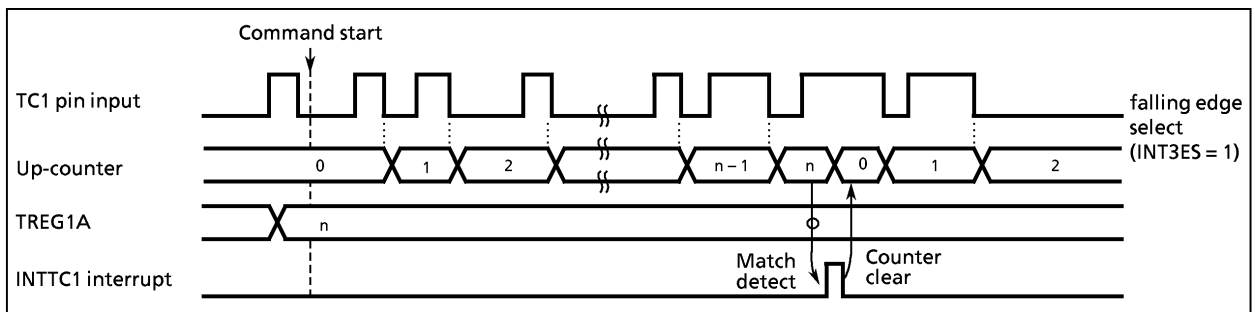 Command start
TC1 pin input
falling edge
select
(INT3ES = 1)
Up-counter
0 1 2 n – 1 n 0 1 2
TREG1A
n
INTTC1 interrupt
Match
detect
Counter
clear